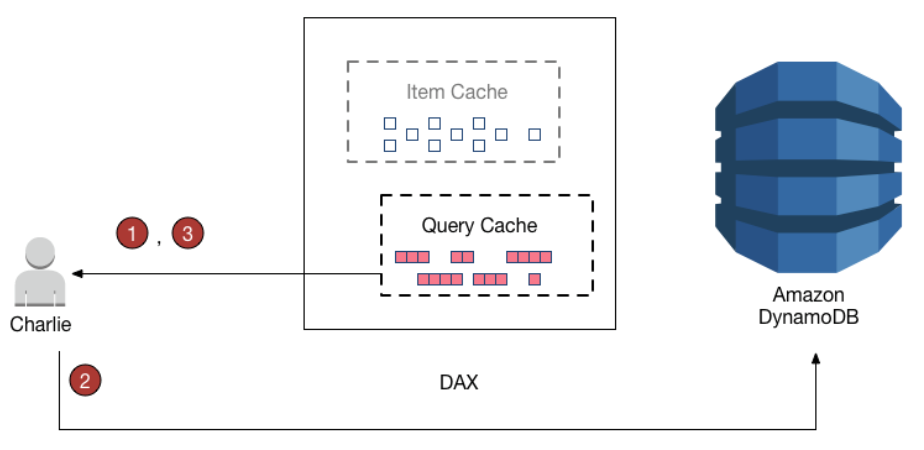 Item Cache
Query Cache
1 , 3
Charlie
Amazon
DynamoDB
2
DAX